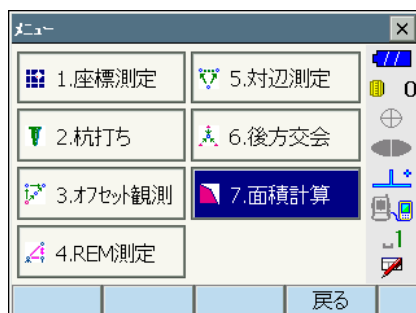 ﾒﾆｭｰ
1.座標測定
5.対辺測定
0
2.杭打ち
6.後方交会
3.ｵﾌｾｯﾄ観測
7.面積計算
1
4.REM測定
戻る